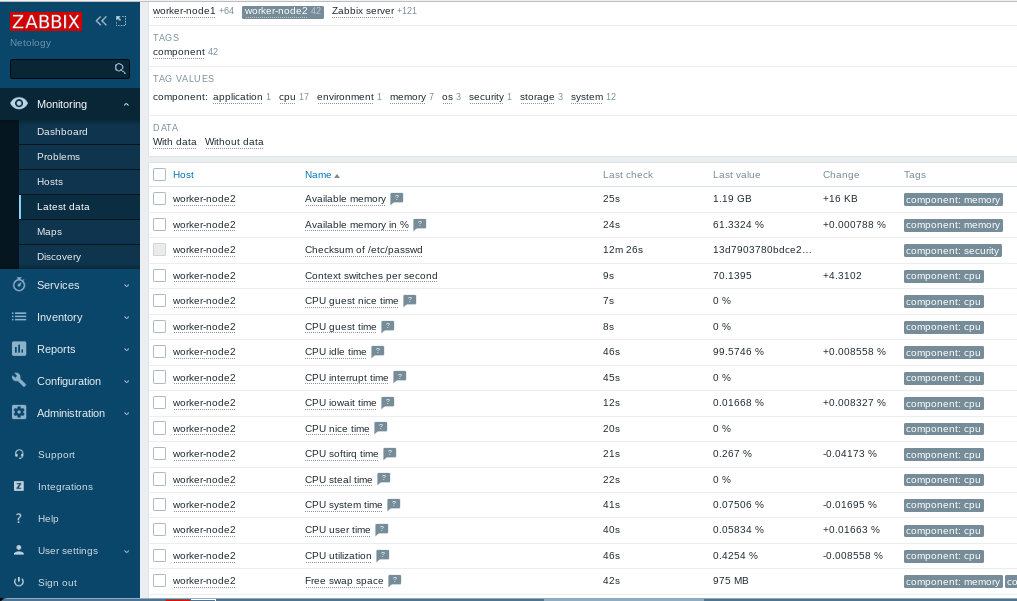 ZABBIX
Netology
Monitoring
Dashboard
Problems
Hosts
Latest data
Maps
Discovery
Services
Inventory
Reports
Configuration
Administration
Support
Z Integrations
? Help
User settings
Sign out
worker-node1 +64 worker-node2 42 Zabbix server +121
TAGS
component 42
TAG VALUES
component: application 1 cpu 17 environment 1 memory 7 os 3 security 1 storage 3 system 12
DATA
With data Without data
Host Name Last check Last value Change Tags
worker-node2 Available memory ? 25s 1.19 GB +16 KB component: memory
worker-node2 Available memory in % ? 24s 61.3324 % +0.000788 % component: memory
worker-node2 Checksum of /etc/passwd 12m 26s 13d7903780bdce2... component: security
worker-node2 Context switches per second 9s 70.1395 +4.3102 component: cpu
worker-node2 CPU guest nice time ? 7s 0 % component: cpu
worker-node2 CPU guest time ? 8s 0 % component: cpu
worker-node2 CPU idle time ? 46s 99.5746 % +0.008558 % component: cpu
worker-node2 CPU interrupt time ? 45s 0 % component: cpu
worker-node2 CPU iowait time ? 12s 0.01668 % +0.008327 % component: cpu
worker-node2 CPU nice time ? 20s 0 % component: cpu
worker-node2 CPU softirq time ? 21s 0.267 % -0.04173 % component: cpu
worker-node2 CPU steal time ? 22s 0 % component: cpu
worker-node2 CPU system time ? 41s 0.07506 % -0.01695 % component: cpu
worker-node2 CPU user time ? 40s 0.05834 % +0.01663 % component: cpu
worker-node2 CPU utilization ? 46s 0.4254 % -0.008558 % component: cpu
worker-node2 Free swap space ? 42s 975 MB component: memory co